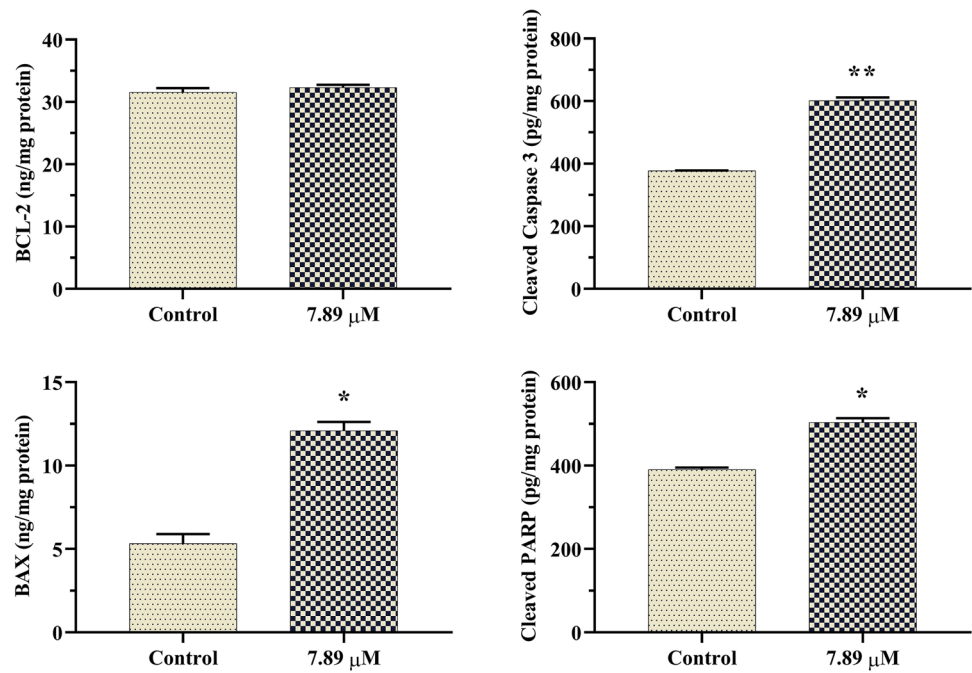 BCL-2 (ng/mg protein)
40
30
20
10
0
Control
7.89 μM
Cleaved Caspase 3 (pg/mg protein)
800
600
400
200
0
**
Control
7.89 μM
BAX (ng/mg protein)
15
10
5
0
*
Control
7.89 μM
Cleaved PARP (pg/mg protein)
600
400
200
0
*
Control
7.89 μM